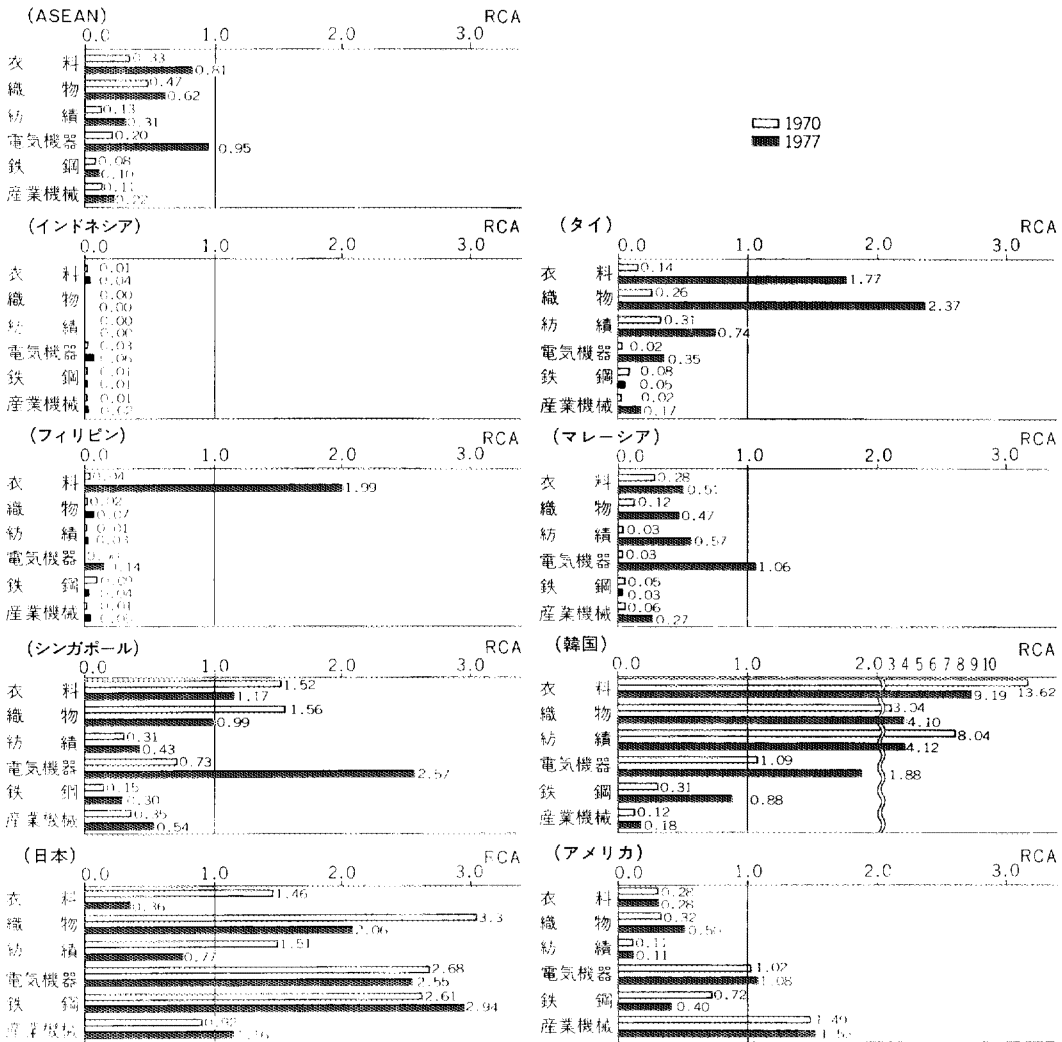 (ASEAN) RCA
0.0 1.0 2.0 3.0
衣料 0.33
0.81
織物 0.47
0.62
紡績 0.13
0.31
電気機器 0.20
0.95
鉄鋼 0.08
0.10
産業機械 0.11
0.22
1970
1977
(インドネシア) RCA
0.0 1.0 2.0 3.0
衣料 0.01
0.04
織物 0.00
0.00
紡績 0.00
0.00
電気機器 0.03
0.06
鉄鋼 0.01
0.01
産業機械 0.01
0.02
(タイ) RCA
0.0 1.0 2.0 3.0
衣料 0.14
1.77
織物 0.26
2.37
紡績 0.31
0.74
電気機器 0.02
0.35
鉄鋼 0.08
0.05
産業機械 0.02
0.17
(フィリピン) RCA
0.0 1.0 2.0 3.0
衣料 0.04
1.99
織物 0.02
0.07
紡績 0.01
0.03
電気機器
0.14
鉄鋼 0.09
0.04
産業機械 0.01
(マレーシア) RCA
0.0 1.0 2.0 3.0
衣料 0.28
織物 0.12
0.47
紡績 0.03
0.57
電気機器 0.03
1.06
鉄鋼 0.05
0.03
産業機械 0.06
0.27
(シンガポール) RCA
0.0 1.0 2.0 3.0
衣料 1.52
1.17
織物 1.56
0.99
紡績 0.31
0.43
電気機器 0.73
2.57
鉄鋼 0.15
0.30
産業機械 0.35
0.54
(韓国) RCA
0.0 1.0 2.0 3 4 5 6 7 8 9 10
衣料 13.62
9.19
織物 3.04
4.10
紡績 8.04
4.12
電気機器 1.09
1.88
鉄鋼 0.31
0.88
産業機械 0.12
0.18
(日本) RCA
0.0 1.0 2.0 3.0
衣料 1.46
0.36
織物 3.3
2.06
紡績 1.51
0.77
電気機器 2.68
2.55
鉄鋼 2.61
2.94
産業機械 0.92
(アメリカ) RCA
0.0 1.0 2.0 3.0
衣料 0.28
0.28
織物 0.32
0.50
紡績 0.11
0.11
電気機器 1.02
1.08
鉄鋼 0.72
0.40
産業機械 1.49